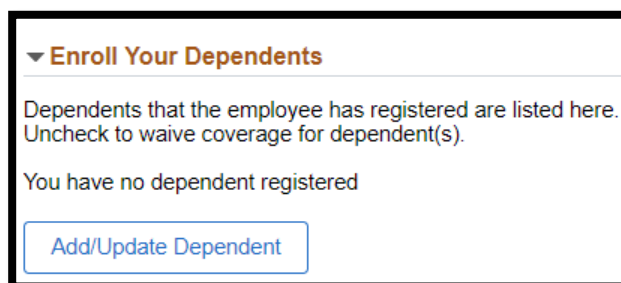 Enroll Your Dependents
Dependents that the employee has registered are listed here.
Uncheck to waive coverage for dependent(s).
You have no dependent registered
Add/Update Dependent